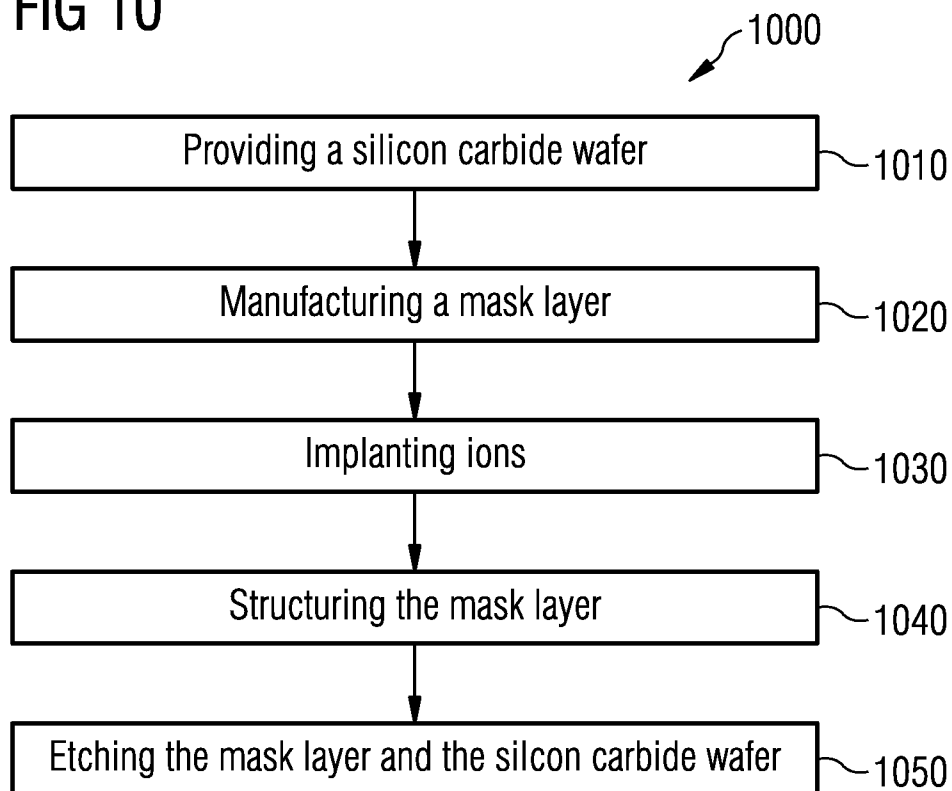 FIG 10
1000
Providing a silicon carbide wafer
1010
Manufacturing a mask layer
1020
Implanting ions
1030
Structuring the mask layer
1040
Etching the mask layer and the silcon carbide wafer
1050